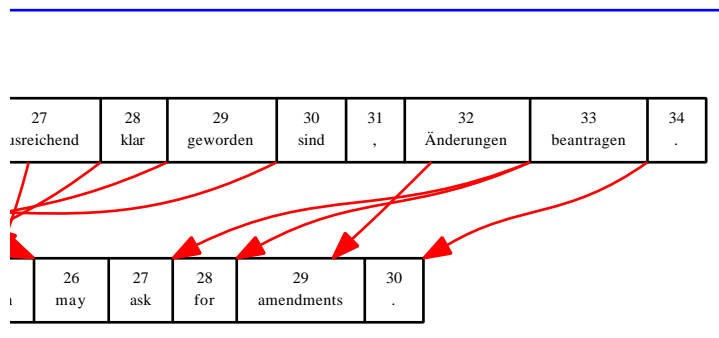 27 28 29 30 31 32 33 34
klar geworden sind , Änderungen beantragen .
26 27 28 29 30
may ask for amendments .